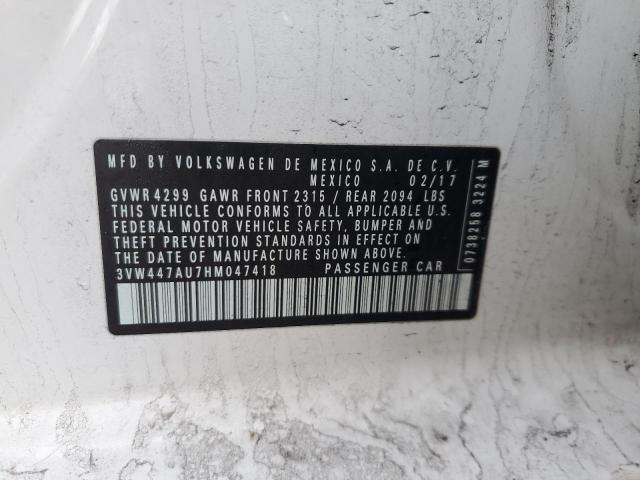 MFD BY VOLKSWAGEN DE MEXICO S.A. DE C.V.
MEXICO 02/17
GVWR 4299 GAWR FRONT 2315 / REAR 2094 LBS
THIS VEHICLE CONFORMS TO ALL APPLICABLE U.S.
FEDERAL MOTOR VEHICLE SAFETY, BUMPER AND
THEFT PREVENTION STANDARDS IN EFFECT ON
THE DATE OF MANUFACTURE SHOWN ABOVE.
3VW447AU7HM047418 PASSENGER CAR
0738258 3224 M